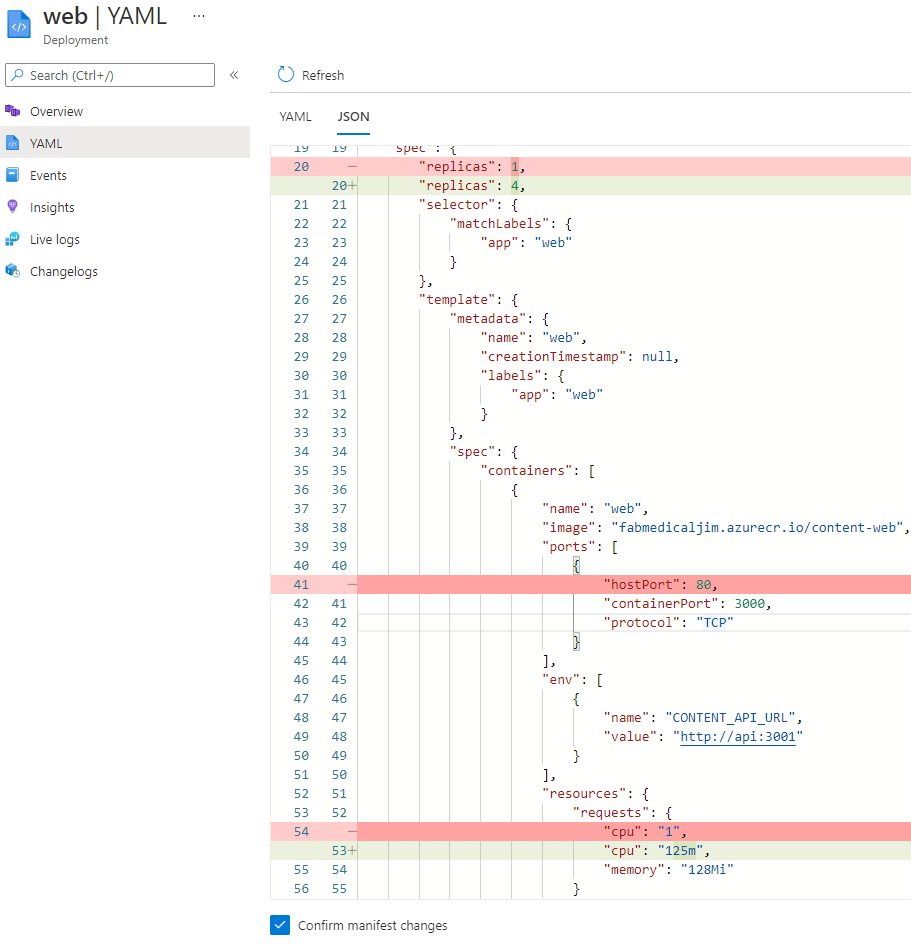 web | YAML ...
Deployment
Search (Ctrl+/)
«
Overview
YAML
Events
Insights
Live logs
Changelogs
Refresh
YAML JSON
19 19 spec": {
20 − "replicas": 1,
20+ "replicas": 4,
21 21 "selector": {
22 22 "matchLabels": {
23 23 "app": "web"
24 24 }
25 25 },
26 26 "template": {
27 27 "metadata": {
28 28 "name": "web",
29 29 "creationTimestamp": null,
30 30 "labels": {
31 31 "app": "web"
32 32 }
33 33 },
34 34 "spec": {
35 35 "containers": [
36 36 {
37 37 "name": "web",
38 38 "image": "fabmedicaljim.azurecr.io/content-web",
39 39 "ports": [
40 40 {
41 − "hostPort": 80,
42 41 "containerPort": 3000,
43 42 "protocol": "TCP"
44 43 }
45 44 ],
46 45 "env": [
47 46 {
48 47 "name": "CONTENT_API_URL",
49 48 "value": "http://api:3001"
50 49 }
51 50 ],
52 51 "resources": {
53 52 "requests": {
54 − "cpu": "1",
53+ "cpu": "125m",
55 54 "memory": "128Mi"
56 55 }
Confirm manifest changes